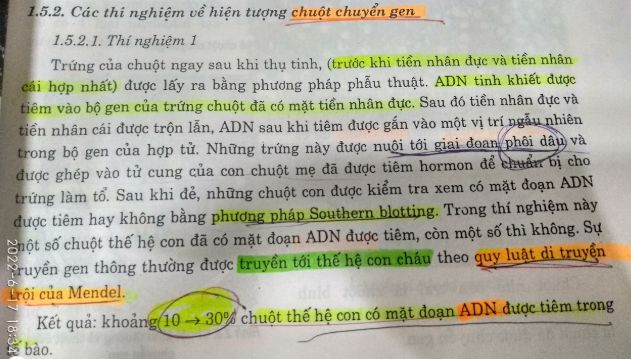 1.5.2. Các thí nghiệm về hiện tượng chuột chuyển gen
1.5.2.1. Thí nghiệm 1
Trứng của chuột ngay sau khi thụ tinh, (trước khi tiền nhân đực và tiền nhân
cái hợp nhất) được lấy ra bằng phương pháp phẫu thuật. ADN tinh khiết được
tiêm vào bộ gen của trứng chuột đã có mặt tiền nhân đực. Sau đó tiền nhân đực và
tiền nhân cái được trộn lẫn, ADN sau khi tiêm được gắn vào một vị trí ngẫu nhiên
trong bộ gen của hợp tử. Những trứng này được nuôi tới giai đoạn phôi dâu và
được ghép vào tử cung của con chuột mẹ đã được tiêm hormon để chuẩn bị cho
trứng làm tổ. Sau khi đẻ, những chuột con được kiểm tra xem có mặt đoạn ADN
được tiêm hay không bằng phương pháp Southern blotting. Trong thí nghiệm này
một số chuột thế hệ con đã có mặt đoạn ADN được tiêm, còn một số thì không. Sự
truyền gen thông thường được truyền tới thế hệ con cháu theo quy luật di truyền
trội của Mendel.
Kết quả: khoảng 10 → 30% chuột thế hệ con có mặt đoạn ADN được tiêm trong
tế bào.